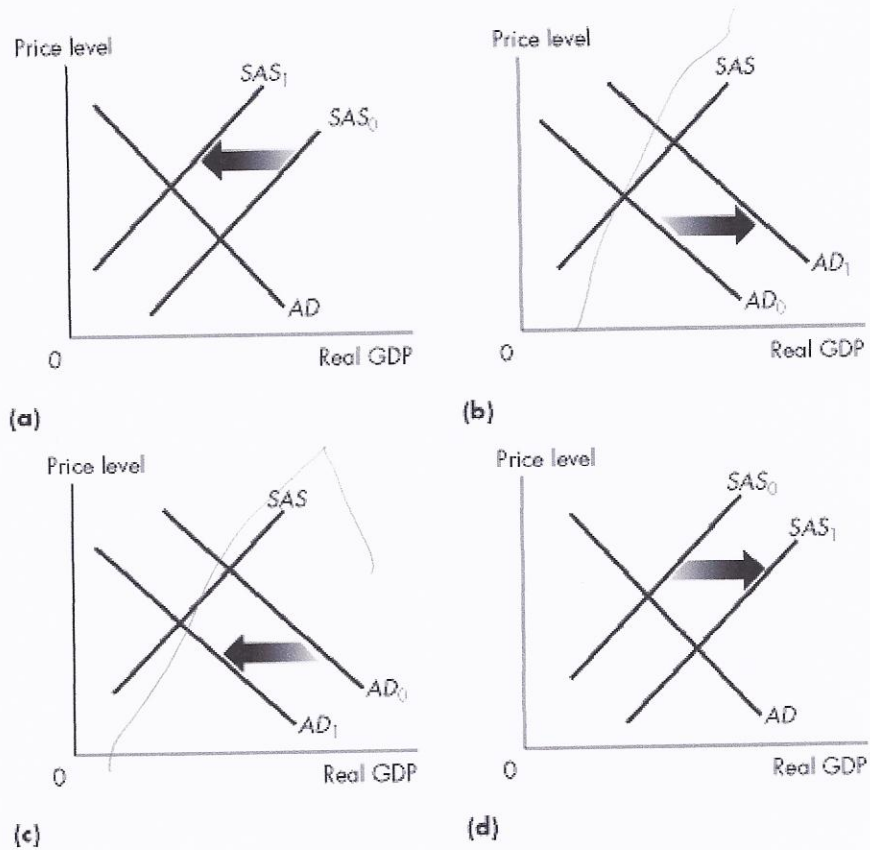 Price level
SAS₁
SAS₀
AD
0
Real GDP
(a)
Price level
SAS
AD₁
AD₀
0
Real GDP
(b)
Price level
SAS
AD₀
AD₁
0
Real GDP
(c)
Price level
SAS₀
SAS₁
AD
0
Real GDP
(d)